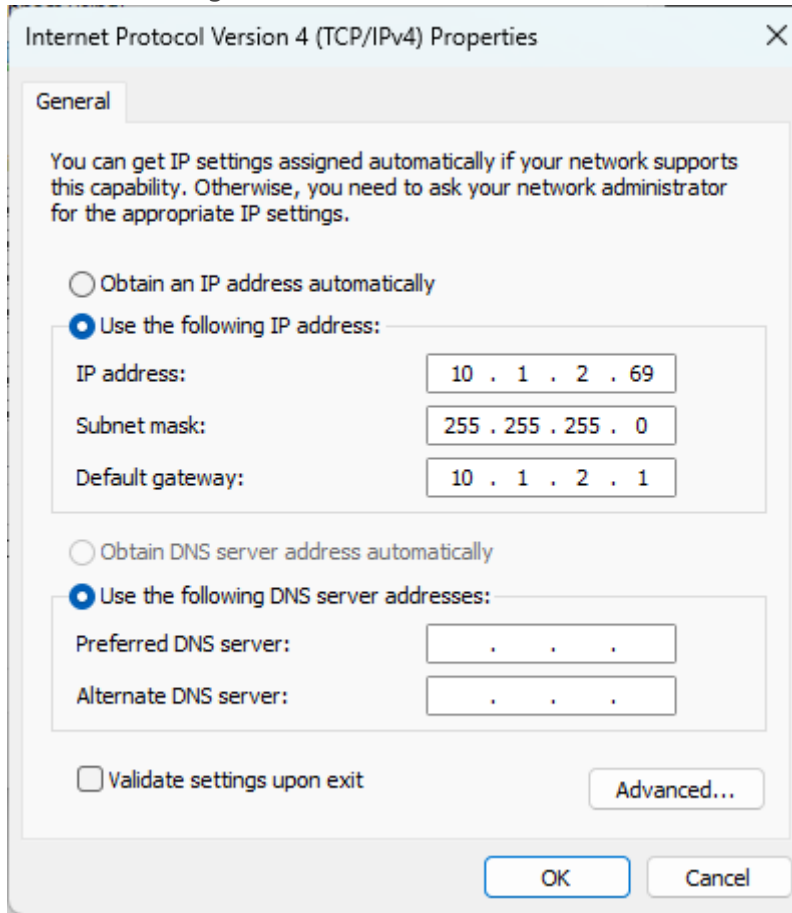 Internet Protocol Version 4 (TCP/IPv4) Properties
General
You can get IP settings assigned automatically if your network supports
this capability. Otherwise, you need to ask your network administrator
for the appropriate IP settings.
Obtain an IP address automatically
Use the following IP address:
IP address: 10 . 1 . 2 . 69
Subnet mask: 255 . 255 . 255 . 0
Default gateway: 10 . 1 . 2 . 1
Obtain DNS server address automatically
Use the following DNS server addresses:
Preferred DNS server: . . .
Alternate DNS server: . . .
Validate settings upon exit
Advanced...
OK Cancel